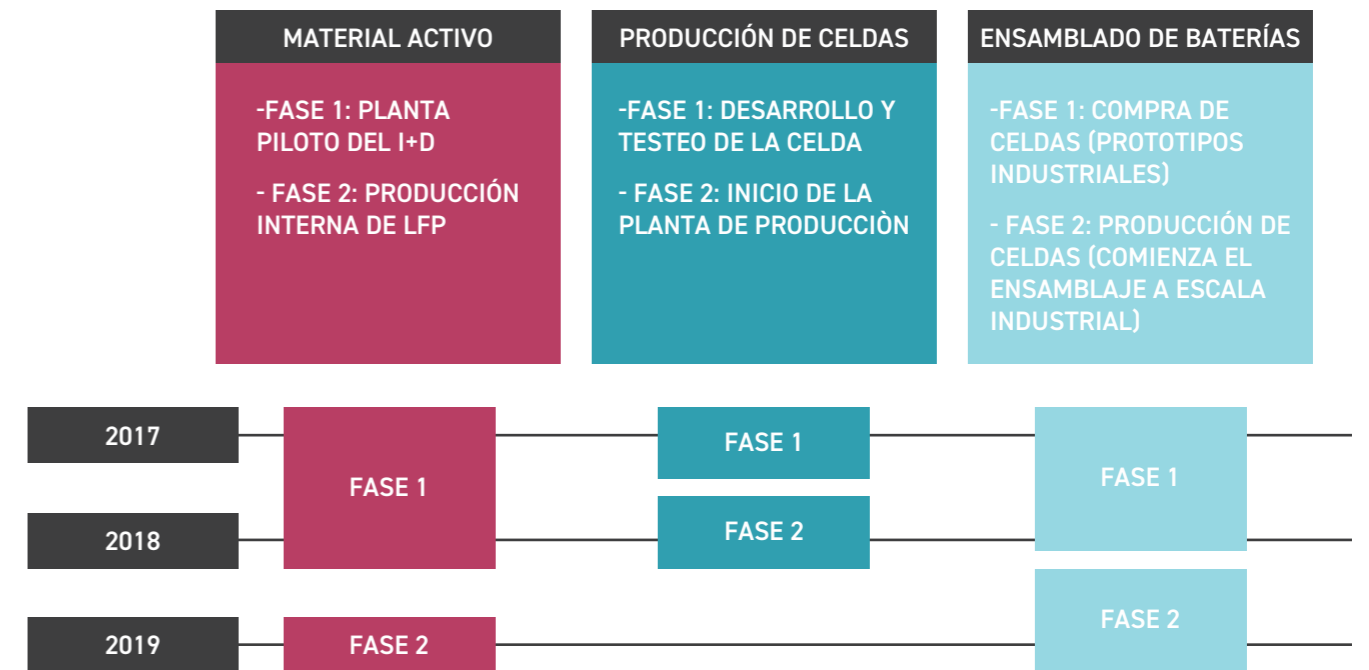 MATERIAL ACTIVO
-FASE 1: PLANTA
PILOTO DEL I+D
- FASE 2: PRODUCCIÓN
INTERNA DE LFP
PRODUCCIÓN DE CELDAS
-FASE 1: DESARROLLO Y
TESTEO DE LA CELDA
- FASE 2: INICIO DE LA
PLANTA DE PRODUCCIÒN
ENSAMBLADO DE BATERÍAS
-FASE 1: COMPRA DE
CELDAS (PROTOTIPOS
INDUSTRIALES)
- FASE 2: PRODUCCIÓN DE
CELDAS (COMIENZA EL
ENSAMBLAJE A ESCALA
INDUSTRIAL)
2017
FASE 1
FASE 1
FASE 1
2018
FASE 2
2019
FASE 2
FASE 2